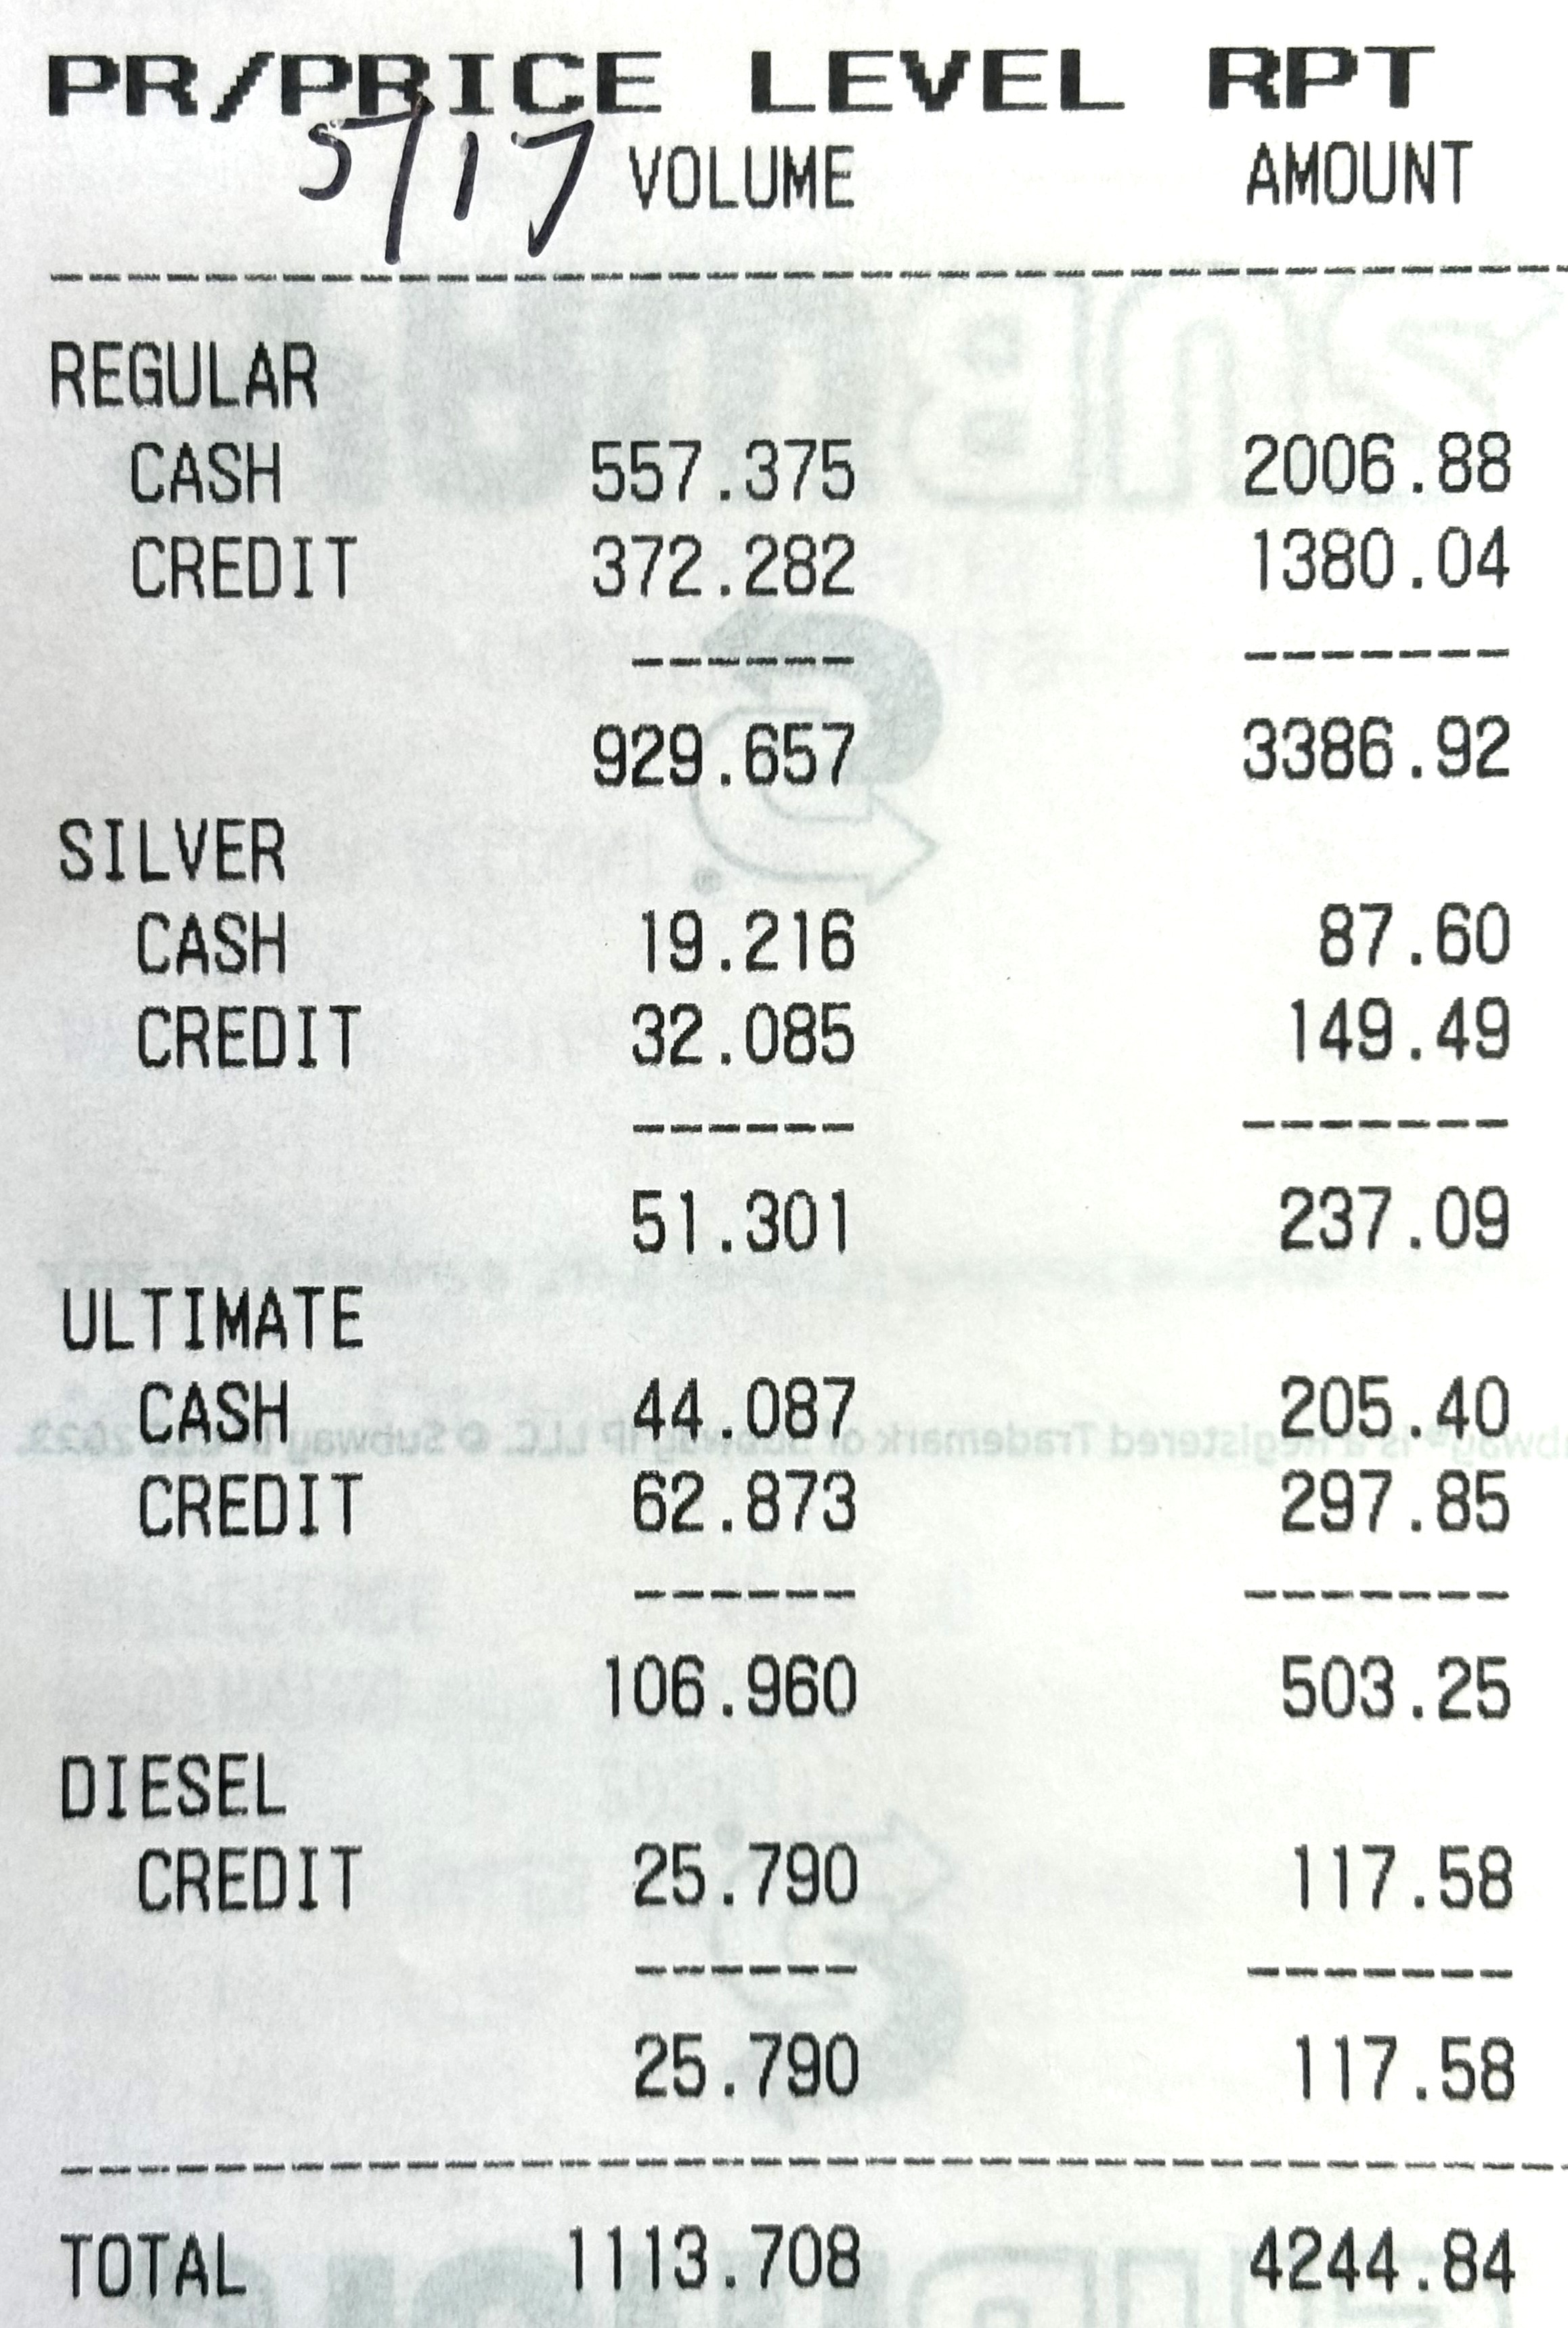 PR/PRICE LEVEL RPT
5/17 VOLUME AMOUNT
REGULAR
CASH 557.375 2006.88
CREDIT 372.282 1380.04
929.657 3386.92
SILVER
CASH 19.216 87.60
CREDIT 32.085 149.49
51.301 237.09
ULTIMATE
CASH 44.087 205.40
CREDIT 62.873 297.85
106.960 503.25
DIESEL
CREDIT 25.790 117.58
25.790 117.58
TOTAL 1113.708 4244.84